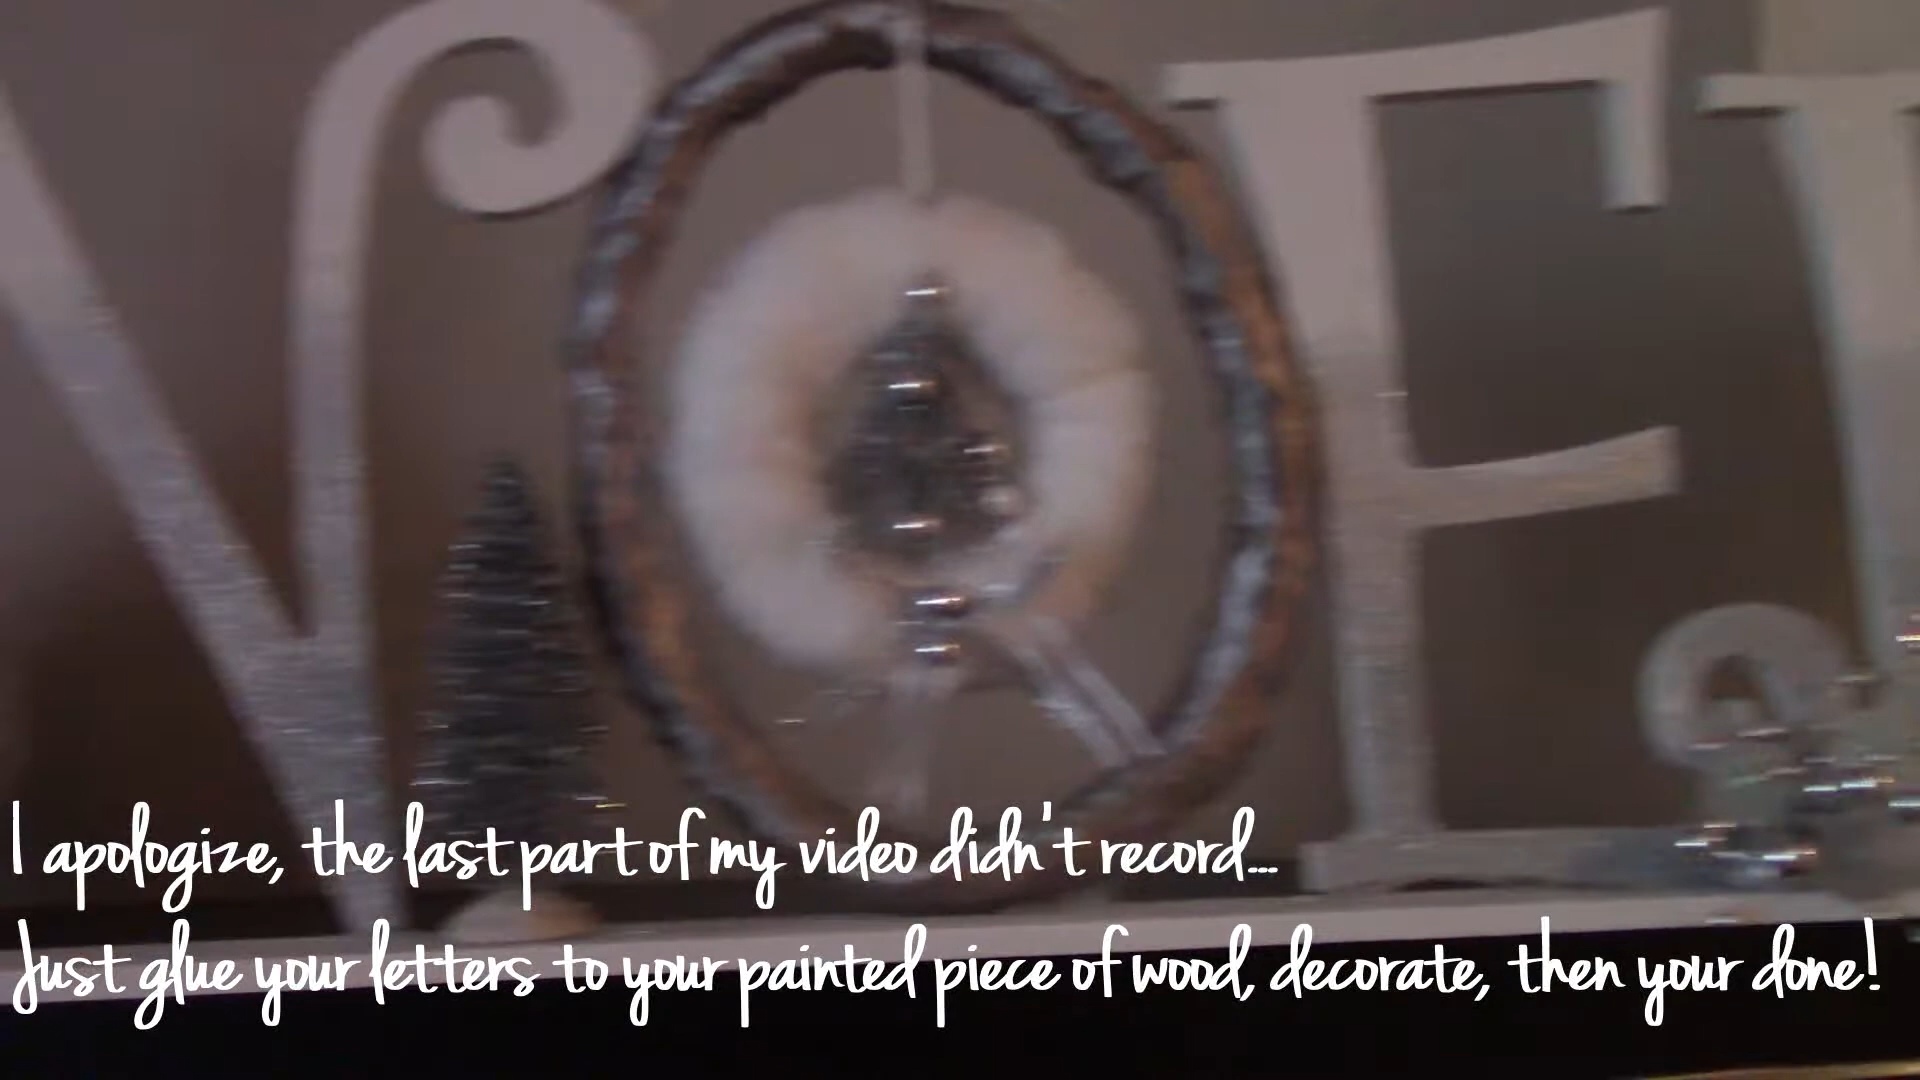 N O E L
I apologize, the last part of my video didn't record...
Just glue your letters to your painted piece of wood, decorate, then your done!